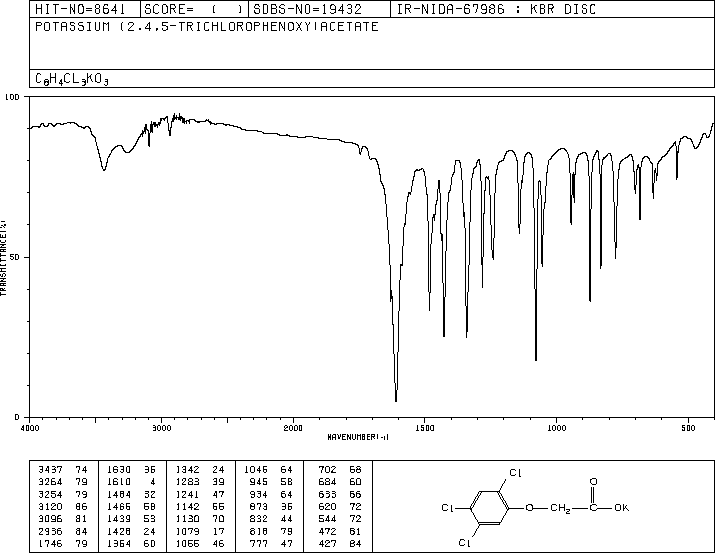 HIT-NO=8641 SCORE= ( ) SDBS-NO=19432 IR-NIDA-67986 : KBR DISC
POTASSIUM (2,4,5-TRICHLOROPHENOXY)ACETATE
C8H4CL3KO3
100
50
0
TRANSMITTANCE(%)
4000 3000 2000 1500 1000 500
WAVENUMBER(-1)
3437 74 1630 36 1342 24 1046 64 702 68
3264 79 1610 4 1283 39 945 58 684 60
3254 79 1484 32 1241 47 934 64 633 66
3120 86 1466 58 1142 55 873 36 620 72
3096 81 1439 53 1130 70 832 44 544 72
2936 84 1428 24 1079 17 818 79 472 81
1746 79 1364 60 1055 46 777 47 427 84
Cl
Cl
Cl
O
CH2
O
OK